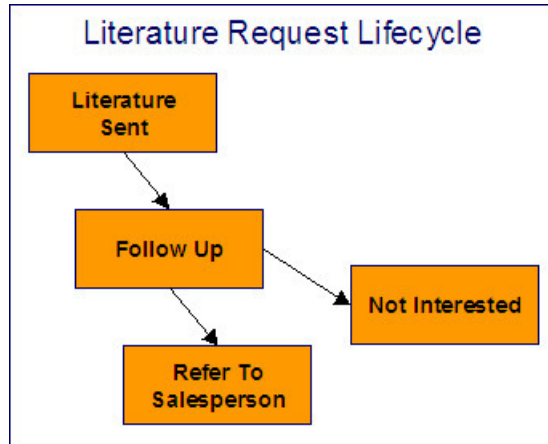 Literature Request Lifecycle
Literature
Sent
Follow Up
Not Interested
Refer To
Salesperson